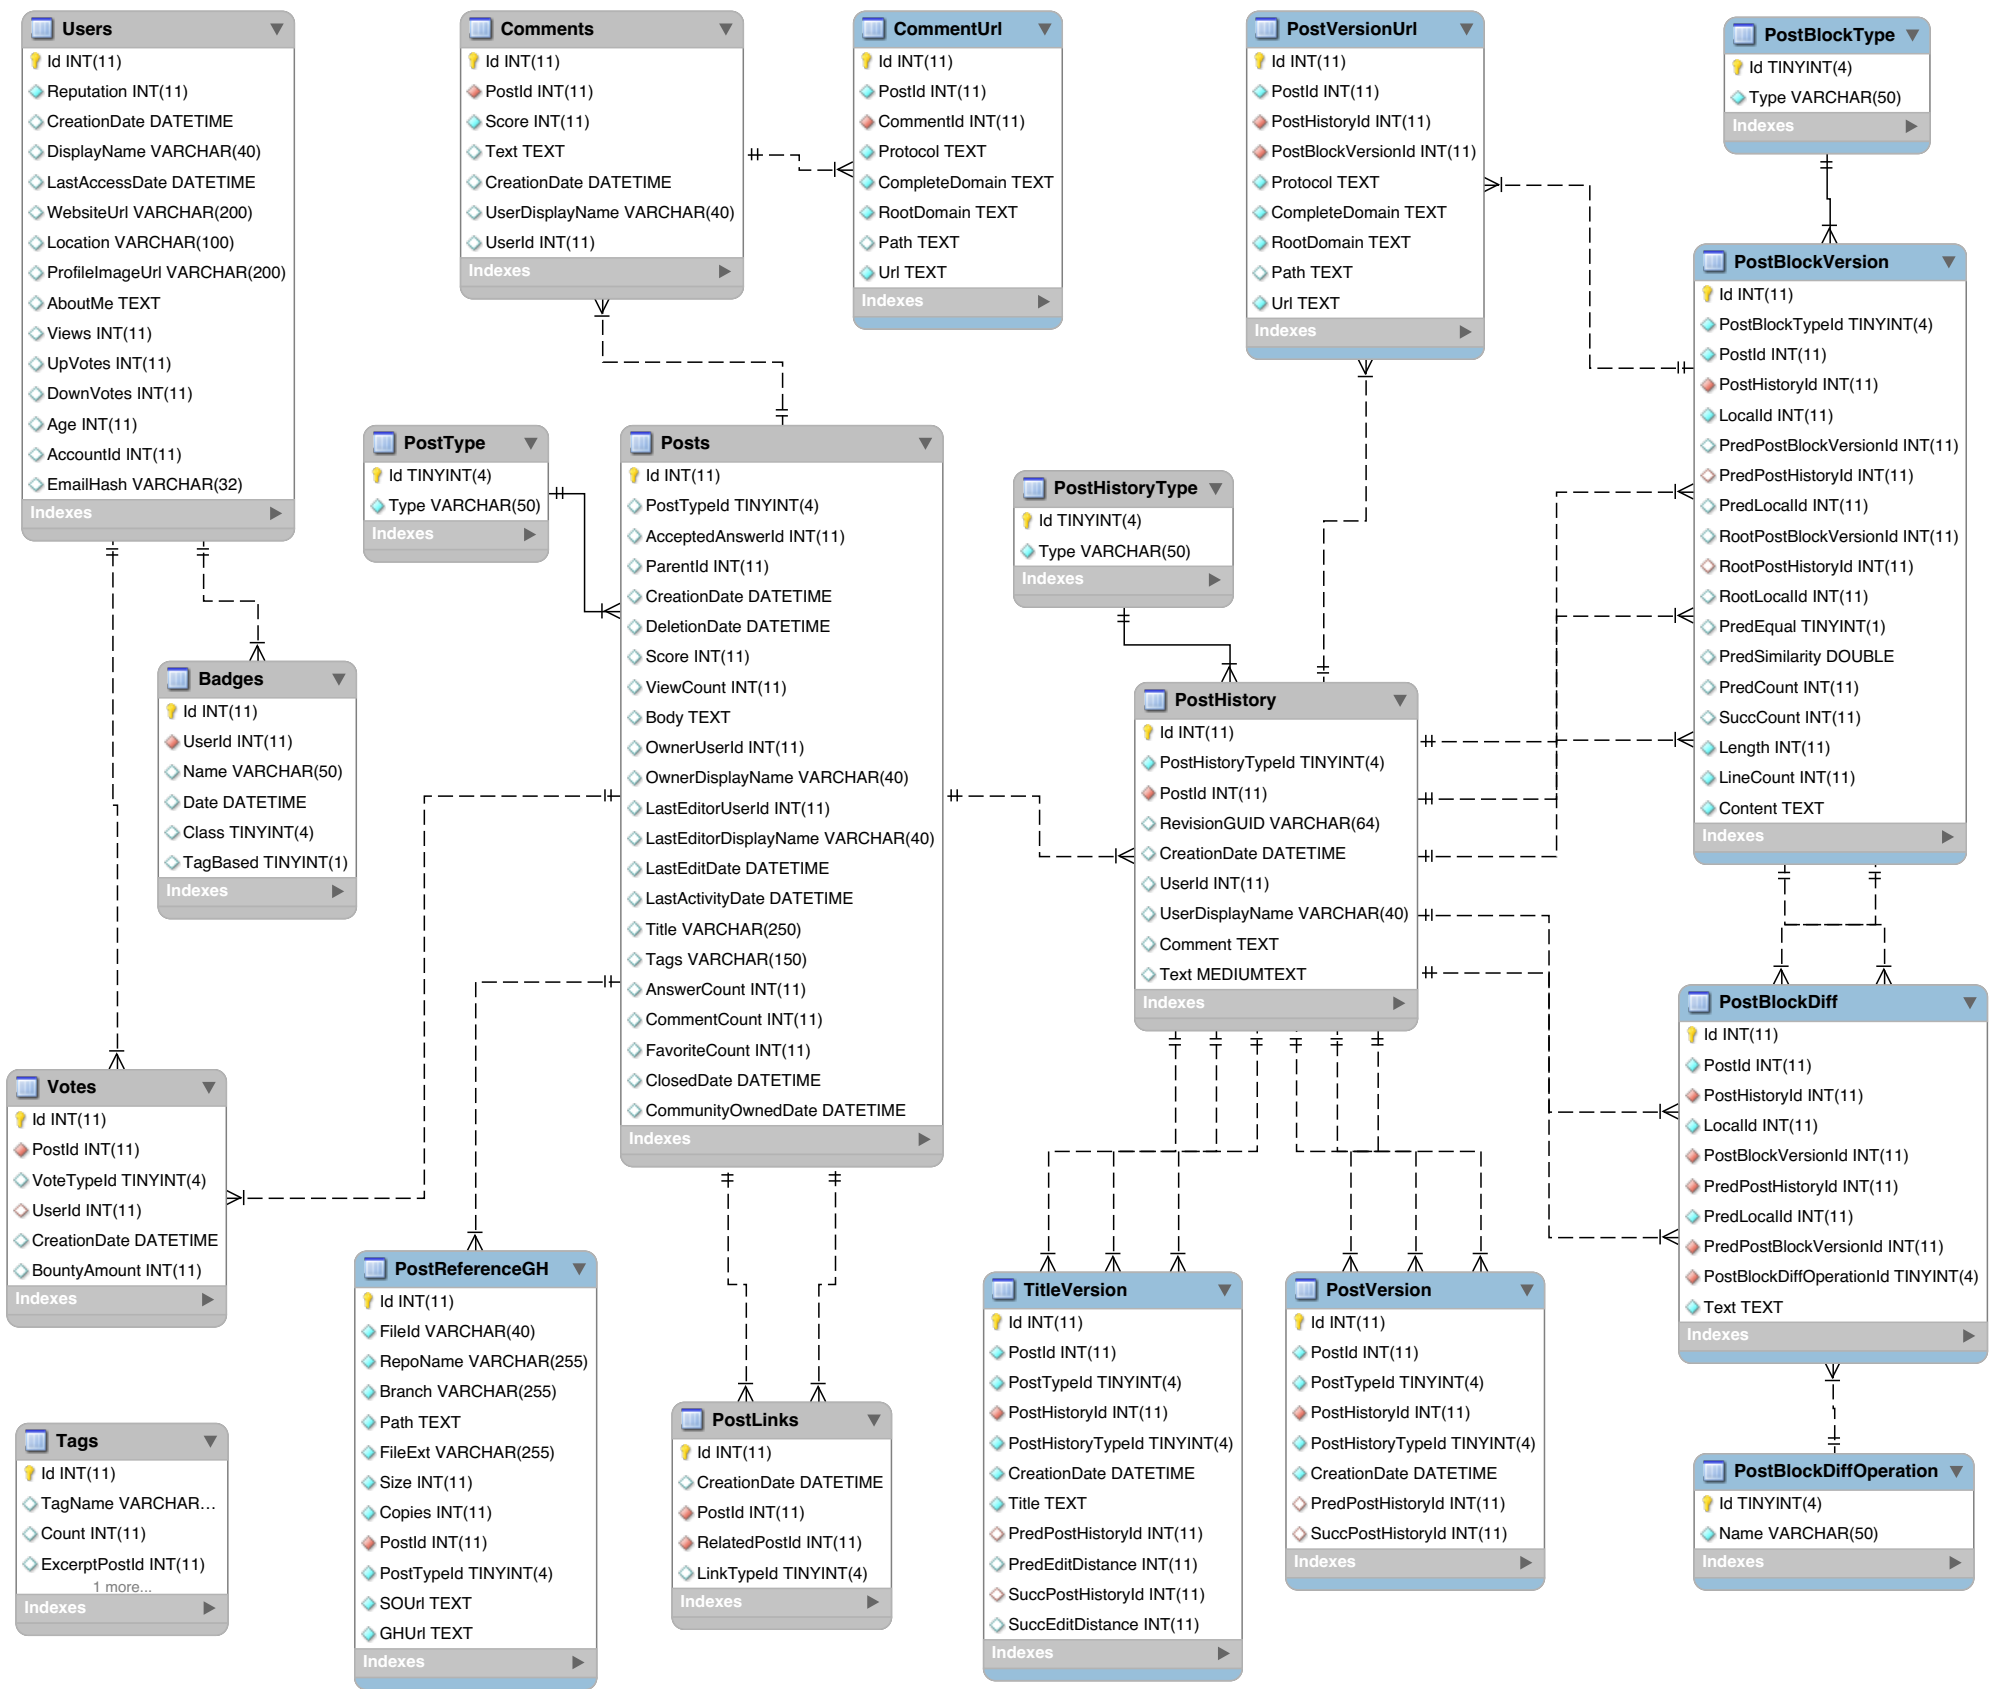 Users
Id INT(11)
Reputation INT(11)
CreationDate DATETIME
DisplayName VARCHAR(40)
LastAccessDate DATETIME
WebsiteUrl VARCHAR(200)
Location VARCHAR(100)
ProfileImageUrl VARCHAR(200)
AboutMe TEXT
Views INT(11)
UpVotes INT(11)
DownVotes INT(11)
Age INT(11)
AccountId INT(11)
EmailHash VARCHAR(32)
Indexes
Comments
Id INT(11)
PostId INT(11)
Score INT(11)
Text TEXT
CreationDate DATETIME
UserDisplayName VARCHAR(40)
UserId INT(11)
Indexes
CommentUrl
Id INT(11)
PostId INT(11)
CommentId INT(11)
Protocol TEXT
CompleteDomain TEXT
RootDomain TEXT
Path TEXT
Url TEXT
Indexes
PostVersionUrl
Id INT(11)
PostId INT(11)
PostHistoryId INT(11)
PostBlockVersionId INT(11)
Protocol TEXT
CompleteDomain TEXT
RootDomain TEXT
Path TEXT
Url TEXT
Indexes
PostBlockType
Id TINYINT(4)
Type VARCHAR(50)
Indexes
PostBlockVersion
Id INT(11)
PostBlockTypeId TINYINT(4)
PostId INT(11)
PostHistoryId INT(11)
LocalId INT(11)
PredPostBlockVersionId INT(11)
PredPostHistoryId INT(11)
PredLocalId INT(11)
RootPostBlockVersionId INT(11)
RootPostHistoryId INT(11)
RootLocalId INT(11)
PredEqual TINYINT(1)
PredSimilarity DOUBLE
PredCount INT(11)
SuccCount INT(11)
Length INT(11)
LineCount INT(11)
Content TEXT
Indexes
PostType
Id TINYINT(4)
Type VARCHAR(50)
Indexes
Posts
Id INT(11)
PostTypeId TINYINT(4)
AcceptedAnswerId INT(11)
ParentId INT(11)
CreationDate DATETIME
DeletionDate DATETIME
Score INT(11)
ViewCount INT(11)
Body TEXT
OwnerUserId INT(11)
OwnerDisplayName VARCHAR(40)
LastEditorUserId INT(11)
LastEditorDisplayName VARCHAR(40)
LastEditDate DATETIME
LastActivityDate DATETIME
Title VARCHAR(250)
Tags VARCHAR(150)
AnswerCount INT(11)
CommentCount INT(11)
FavoriteCount INT(11)
ClosedDate DATETIME
CommunityOwnedDate DATETIME
Indexes
PostHistoryType
Id TINYINT(4)
Type VARCHAR(50)
Indexes
Badges
Id INT(11)
UserId INT(11)
Name VARCHAR(50)
Date DATETIME
Class TINYINT(4)
TagBased TINYINT(1)
Indexes
PostHistory
Id INT(11)
PostHistoryTypeId TINYINT(4)
PostId INT(11)
RevisionGUID VARCHAR(64)
CreationDate DATETIME
UserId INT(11)
UserDisplayName VARCHAR(40)
Comment TEXT
Text MEDIUMTEXT
Indexes
PostBlockDiff
Id INT(11)
PostId INT(11)
PostHistoryId INT(11)
LocalId INT(11)
PostBlockVersionId INT(11)
PredPostHistoryId INT(11)
PredLocalId INT(11)
PredPostBlockVersionId INT(11)
PostBlockDiffOperationId TINYINT(4)
Text TEXT
Indexes
Votes
Id INT(11)
PostId INT(11)
VoteTypeId TINYINT(4)
UserId INT(11)
CreationDate DATETIME
BountyAmount INT(11)
Indexes
PostReferenceGH
Id INT(11)
FileId VARCHAR(40)
RepoName VARCHAR(255)
Branch VARCHAR(255)
Path TEXT
FileExt VARCHAR(255)
Size INT(11)
Copies INT(11)
PostId INT(11)
PostTypeId TINYINT(4)
SOUrl TEXT
GHUrl TEXT
Indexes
TitleVersion
Id INT(11)
PostId INT(11)
PostTypeId TINYINT(4)
PostHistoryId INT(11)
PostHistoryTypeId TINYINT(4)
CreationDate DATETIME
Title TEXT
PredPostHistoryId INT(11)
PredEditDistance INT(11)
SuccPostHistoryId INT(11)
SuccEditDistance INT(11)
Indexes
PostVersion
Id INT(11)
PostId INT(11)
PostTypeId TINYINT(4)
PostHistoryId INT(11)
PostHistoryTypeId TINYINT(4)
CreationDate DATETIME
PredPostHistoryId INT(11)
SuccPostHistoryId INT(11)
Indexes
PostLinks
Id INT(11)
CreationDate DATETIME
PostId INT(11)
RelatedPostId INT(11)
LinkTypeId TINYINT(4)
Indexes
Tags
Id INT(11)
TagName VARCHAR...
Count INT(11)
ExcerptPostId INT(11)
1 more...
Indexes
PostBlockDiffOperation
Id TINYINT(4)
Name VARCHAR(50)
Indexes